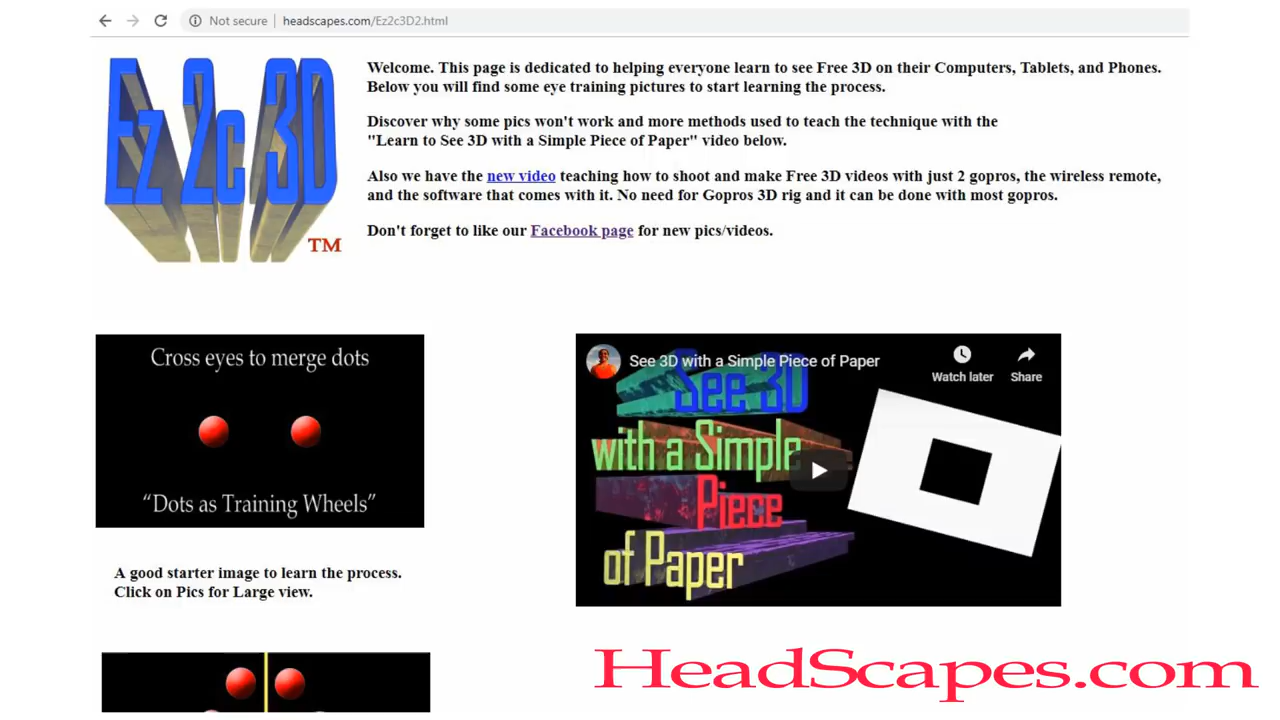 Not secure
headscapes.com/Ez2c3D2.html
Ez 2c 3D
TM
Welcome. This page is dedicated to helping everyone learn to see Free 3D on their Computers, Tablets, and Phones.
Below you will find some eye training pictures to start learning the process.
Discover why some pics won't work and more methods used to teach the technique with the
"Learn to See 3D with a Simple Piece of Paper" video below.
Also we have the new video teaching how to shoot and make Free 3D videos with just 2 gopros, the wireless remote,
and the software that comes with it. No need for Gopros 3D rig and it can be done with most gopros.
Don't forget to like our Facebook page for new pics/videos.
Cross eyes to merge dots
“Dots as Training Wheels”
A good starter image to learn the process.
Click on Pics for Large view.
See 3D with a Simple Piece of Paper
Watch later
Share
See 3D
with a Simple
Piece
of Paper
HeadScapes.com